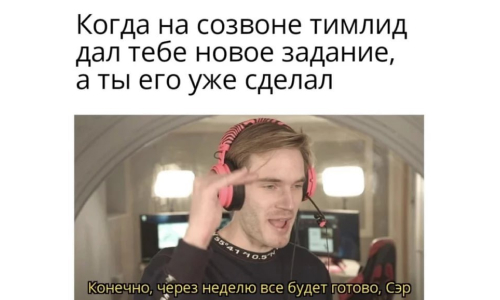 Когда на созвоне тимлид
дал тебе новое задание,
а ты его уже сделал
Конечно, через неделю все будет готово, Сэр